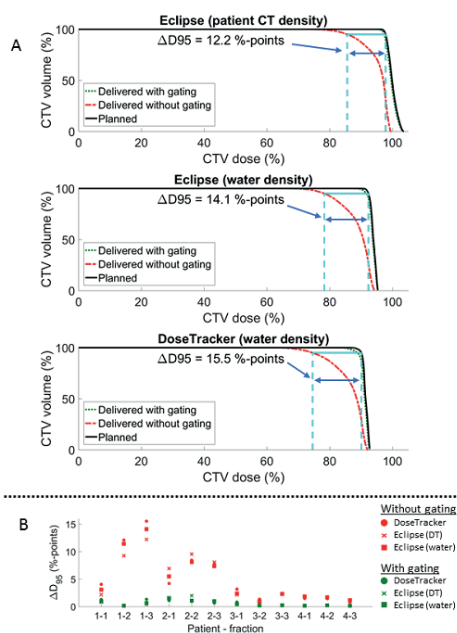 A
Eclipse (patient CT density)
ΔD95 = 12.2 %-points
CTV volume (%)
100
50
0
Delivered with gating
Delivered without gating
Planned
0 20 40 60 80 100
CTV dose (%)
Eclipse (water density)
ΔD95 = 14.1 %-points
CTV volume (%)
100
50
0
Delivered with gating
Delivered without gating
Planned
0 20 40 60 80 100
CTV dose (%)
DoseTracker (water density)
ΔD95 = 15.5 %-points
CTV volume (%)
100
50
0
Delivered with gating
Delivered without gating
Planned
0 20 40 60 80 100
CTV dose (%)
B
ΔD95 (%-points)
15
10
5
0
1-1 1-2 1-3 2-1 2-2 2-3 3-1 3-2 3-3 4-1 4-2 4-3
Patient - fraction
Without gating
DoseTracker
Eclipse (DT)
Eclipse (water)
With gating
DoseTracker
Eclipse (DT)
Eclipse (water)